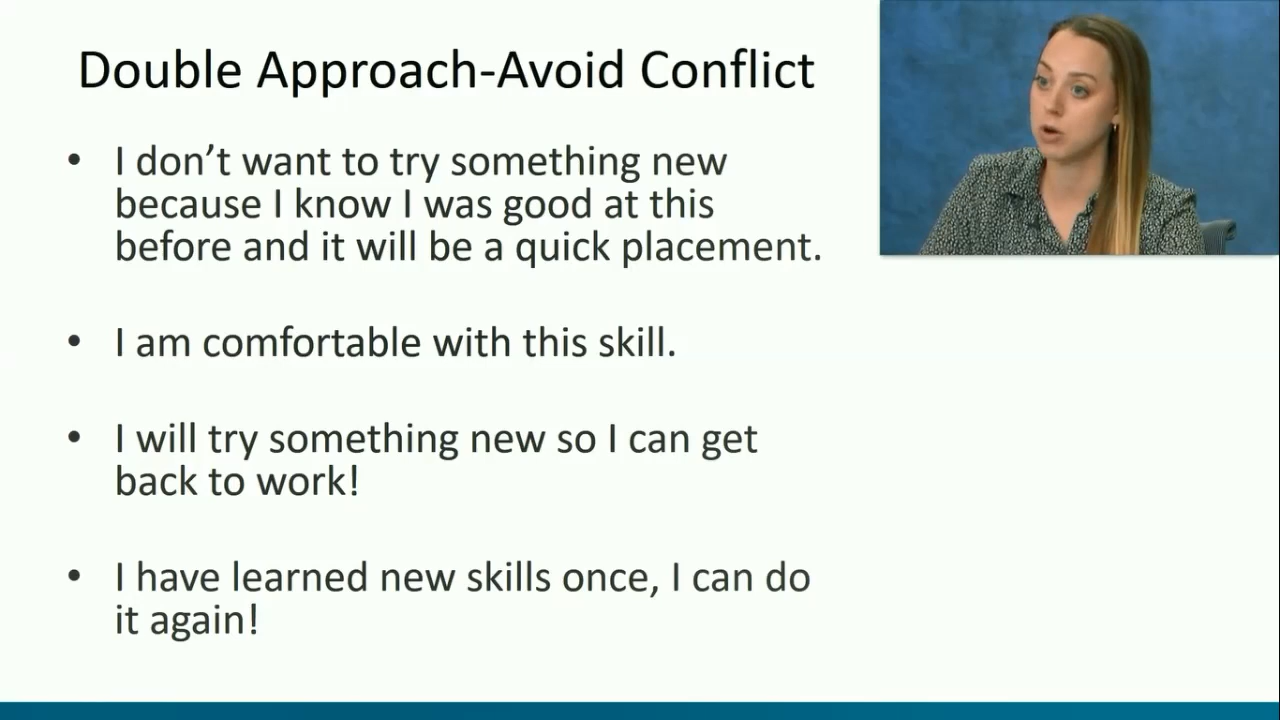 Double Approach-Avoid Conflict
• I don’t want to try something new
because I know I was good at this
before and it will be a quick placement.
• I am comfortable with this skill.
• I will try something new so I can get
back to work!
• I have learned new skills once, I can do
it again!